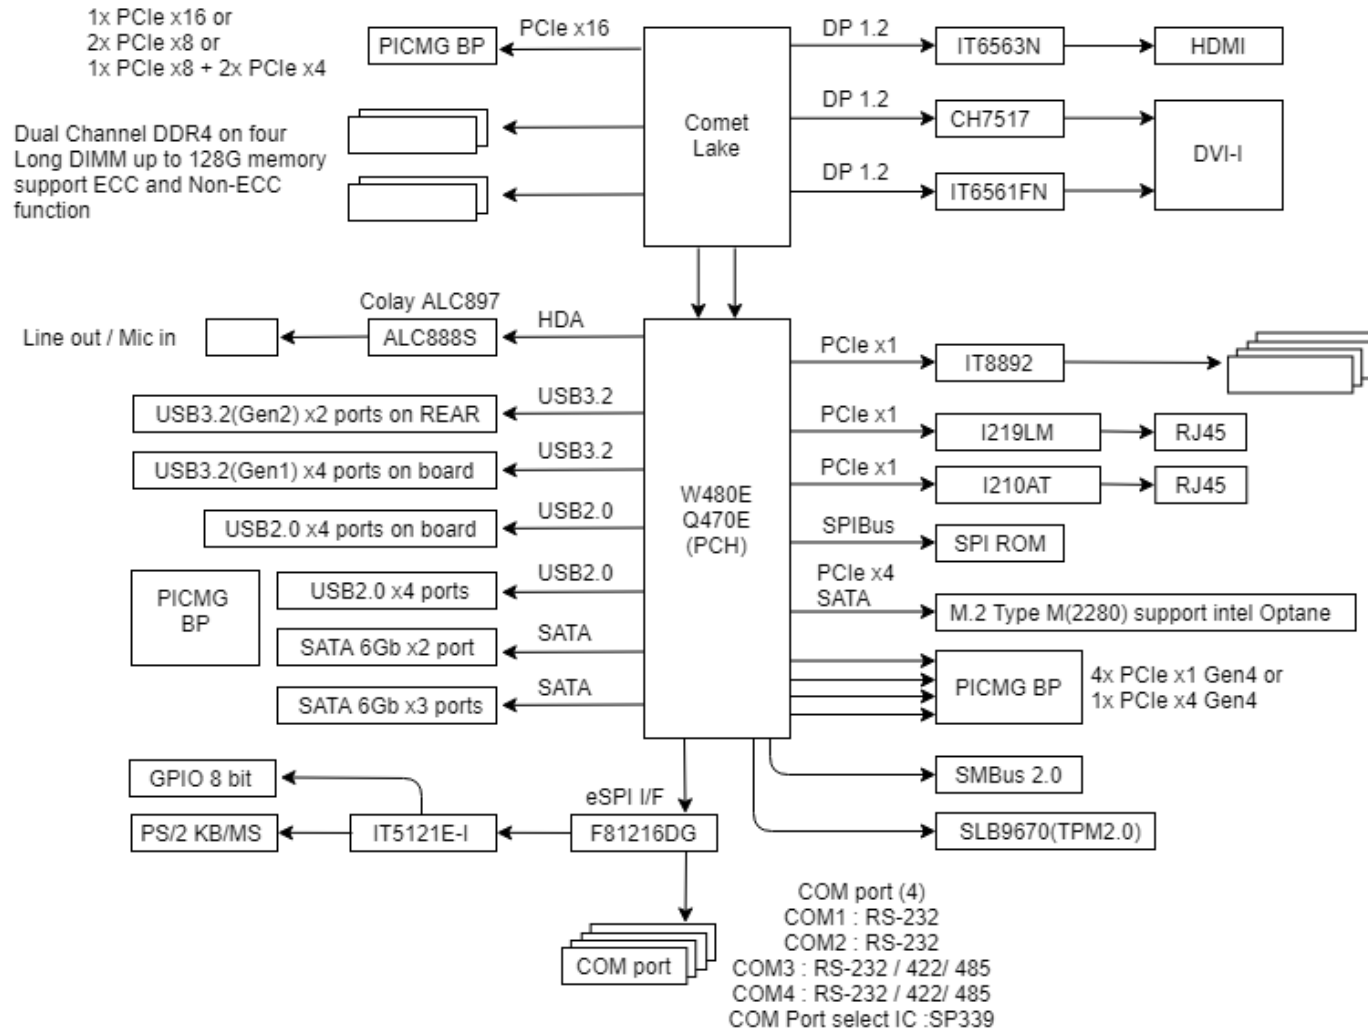 1x PCIe x16 or
2x PCIe x8 or
1x PCIe x8 + 2x PCIe x4
PICMG BP
PCIe x16
Dual Channel DDR4 on four
Long DIMM up to 128G memory
support ECC and Non-ECC
function
Comet
Lake
DP 1.2
IT6563N
HDMI
DP 1.2
CH7517
DVI-I
DP 1.2
IT6561FN
Colay ALC897
Line out / Mic in
ALC888S
HDA
USB3.2(Gen2) x2 ports on REAR
USB3.2
USB3.2(Gen1) x4 ports on board
USB3.2
USB2.0 x4 ports on board
USB2.0
PICMG
BP
USB2.0 x4 ports
USB2.0
SATA 6Gb x2 port
SATA
SATA 6Gb x3 ports
SATA
W480E
Q470E
(PCH)
PCIe x1
IT8892
PCIe x1
I219LM
RJ45
PCIe x1
I210AT
RJ45
SPIBus
SPI ROM
PCIe x4
SATA
M.2 Type M(2280) support intel Optane
PICMG BP
4x PCIe x1 Gen4 or
1x PCIe x4 Gen4
SMBus 2.0
SLB9670(TPM2.0)
GPIO 8 bit
PS/2 KB/MS
IT5121E-I
eSPI I/F
F81216DG
COM port
COM port (4)
COM1 : RS-232
COM2 : RS-232
COM3 : RS-232 / 422/ 485
COM4 : RS-232 / 422/ 485
COM Port select IC :SP339